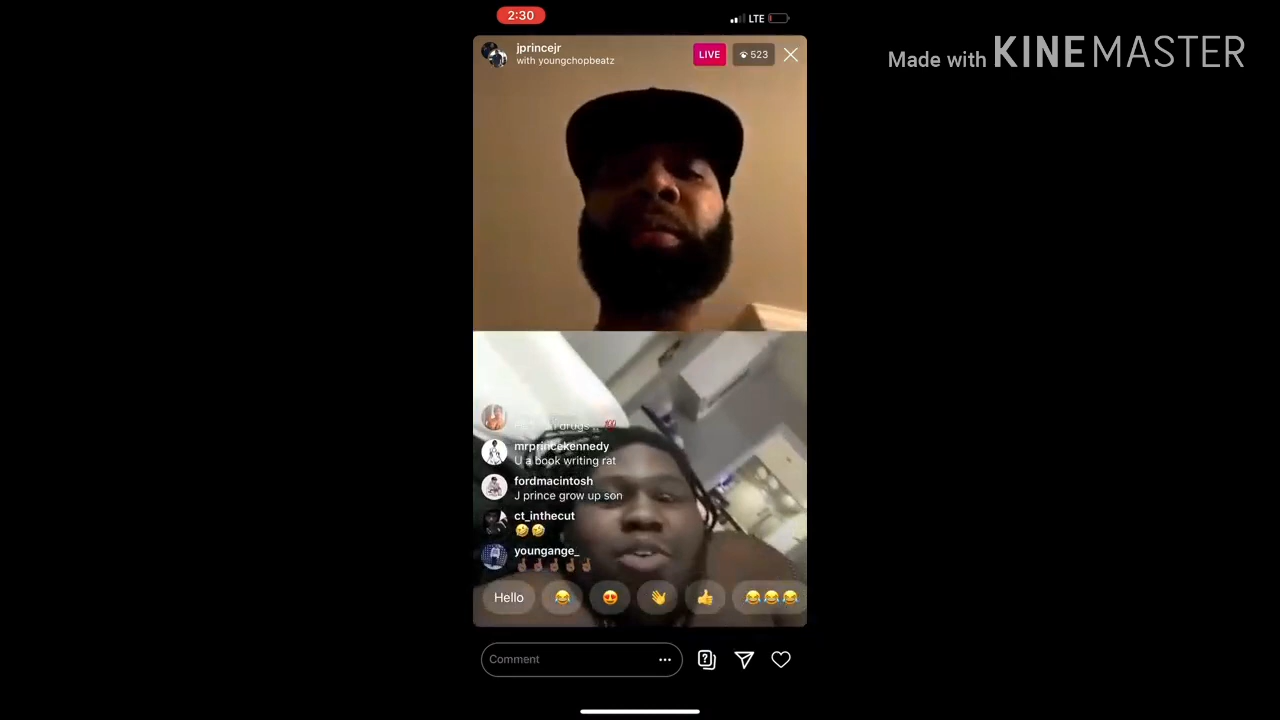 2:30
LTE
jprincejr
with youngchopbeatz
LIVE
523
Made with KINEMASTER
drugs
mrprincekennedy
U a book writing rat
fordmacintosh
J prince grow up son
ct_inthecut
🤣🤣
youngange_
Hello
Comment